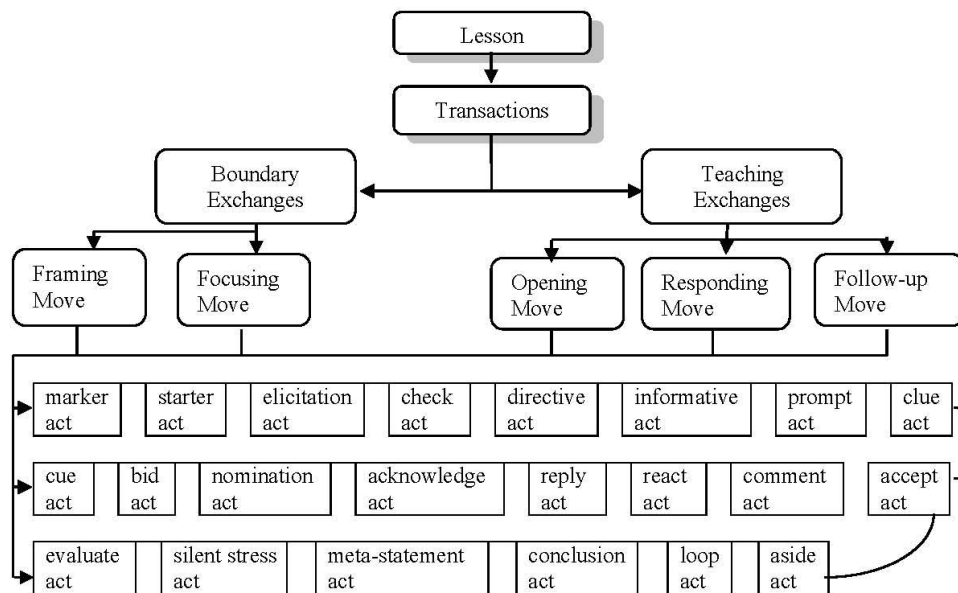 Lesson
Transactions
Boundary
Exchanges
Teaching
Exchanges
Framing
Move
Focusing
Move
Opening
Move
Responding
Move
Follow-up
Move
marker
act
starter
act
elicitation
act
check
act
directive
act
informative
act
prompt
act
clue
act
cue
act
bid
act
nomination
act
acknowledge
act
reply
act
react
act
comment
act
accept
act
evaluate
act
silent stress
act
meta-statement
act
conclusion
act
loop
act
aside
act